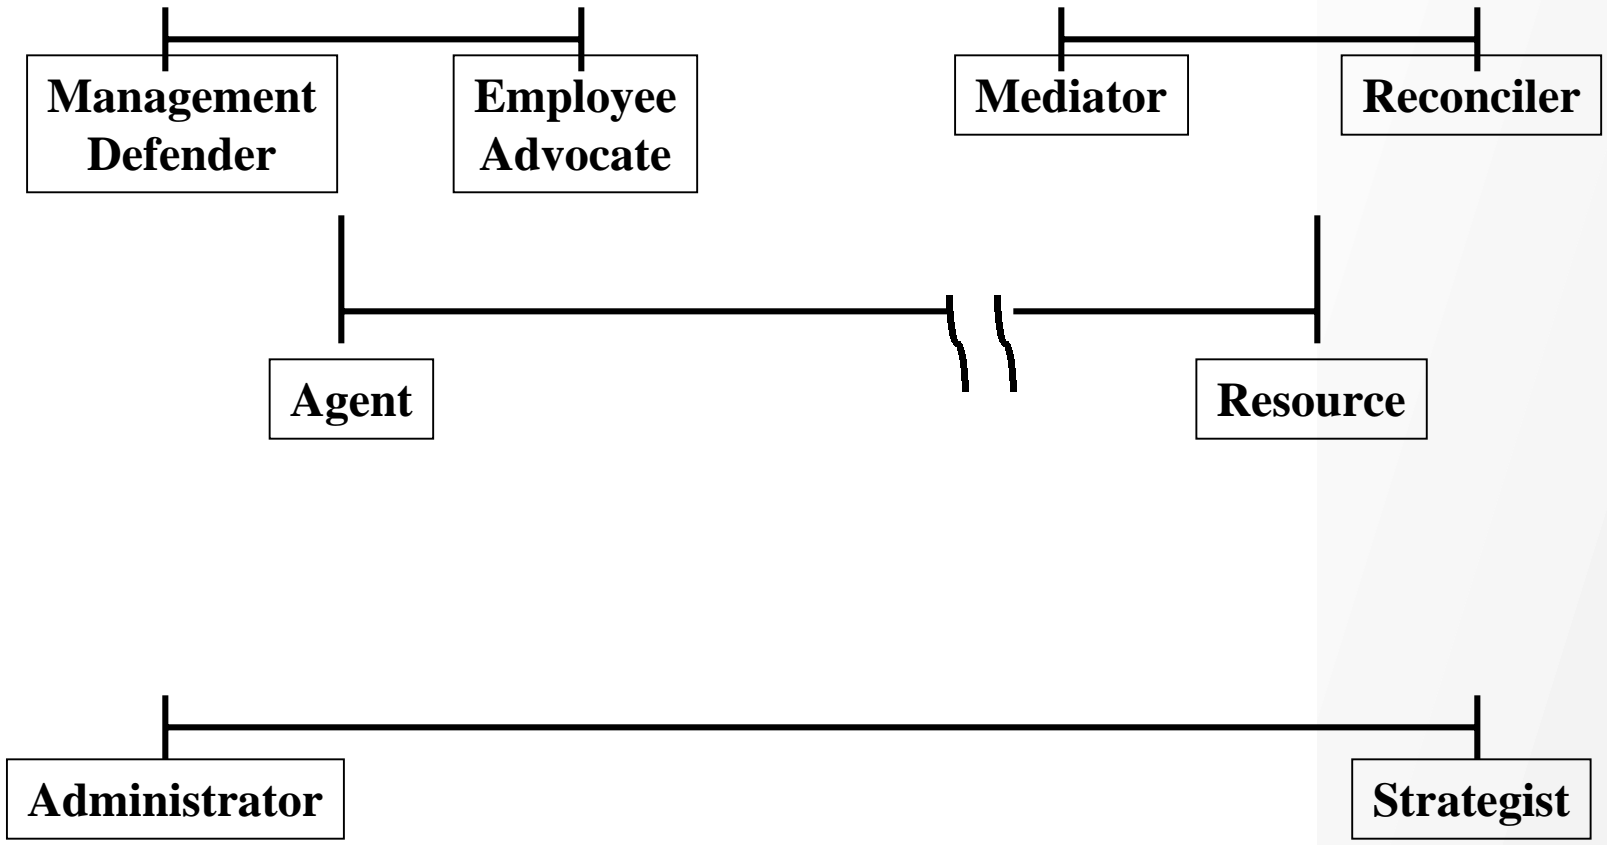 Management
Defender
Employee
Advocate
Mediator
Reconciler
Agent
Resource
Administrator
Strategist